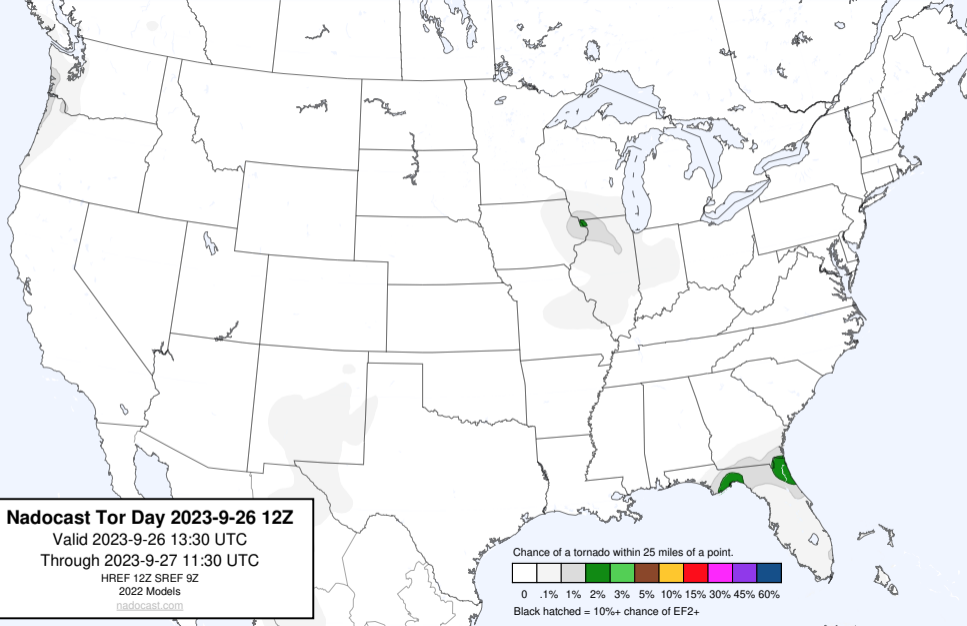 Nadocast Tor Day 2023-9-26 12Z
Valid 2023-9-26 13:30 UTC
Through 2023-9-27 11:30 UTC
HREF 12Z SREF 9Z
2022 Models
nadocast.com
Chance of a tornado within 25 miles of a point.
0 .1% 1% 2% 3% 5% 10% 15% 30% 45% 60%
Black hatched = 10%+ chance of EF2+